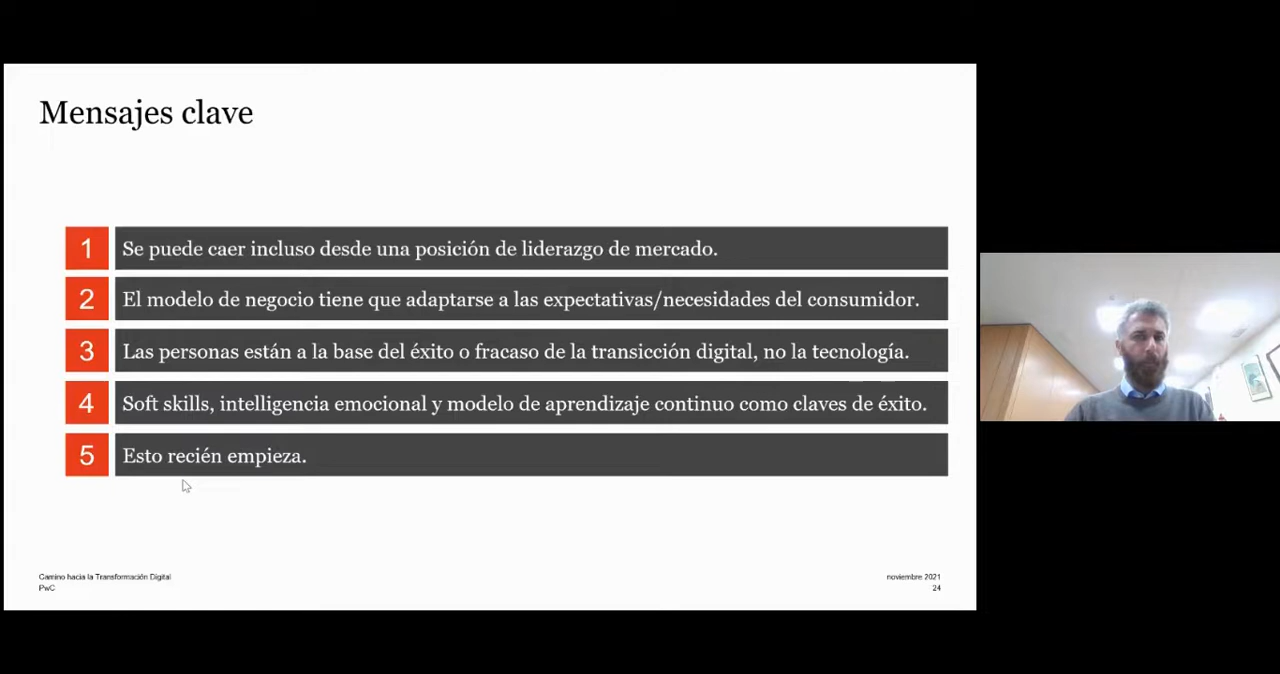 Mensajes clave
1 Se puede caer incluso desde una posición de liderazgo de mercado.
2 El modelo de negocio tiene que adaptarse a las expectativas/necesidades del consumidor.
3 Las personas están a la base del éxito o fracaso de la transicción digital, no la tecnología.
4 Soft skills, intelligencia emocional y modelo de aprendizaje continuo como claves de éxito.
5 Esto recién empieza.
Camino hacia la Transformación Digital
PwC
noviembre 2021
24